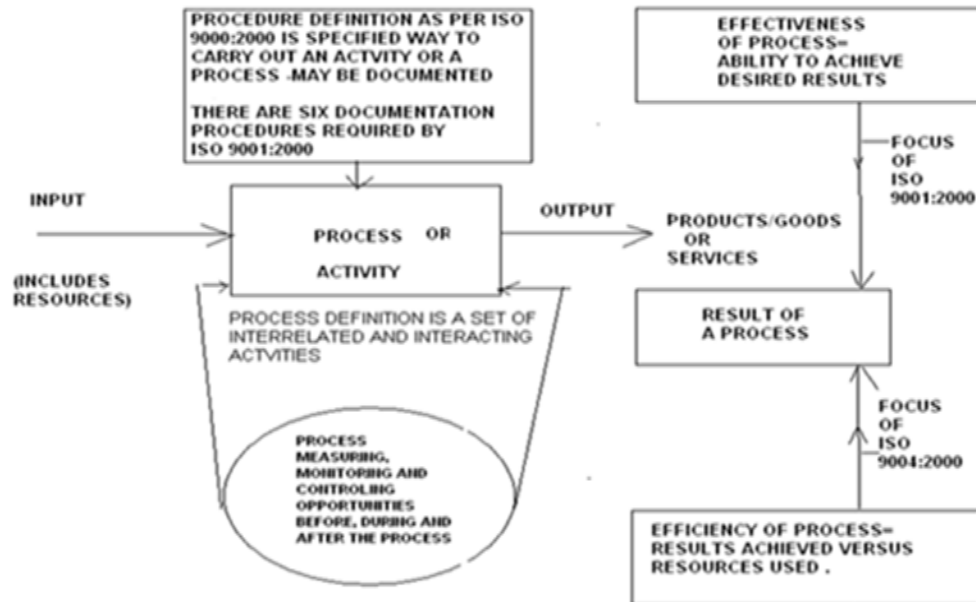 PROCEDURE DEFINITION AS PER ISO
9000:2000 IS SPECIFIED WAY TO
CARRY OUT AN ACTVITY OR A
PROCESS -MAY BE DOCUMENTED
THERE ARE SIX DOCUMENTATION
PROCEDURES REQUIRED BY
ISO 9001:2000
INPUT
(INCLUDES
RESOURCES)
PROCESS OR
ACTIVITY
OUTPUT
PRODUCTS/GOODS
OR
SERVICES
PROCESS DEFINITION IS A SET OF
INTERRELATED AND INTERACTING
ACTVITIES
PROCESS
MEASURING,
MONITORING AND
CONTROLING
OPPORTUNITIES
BEFORE, DURING AND
AFTER THE PROCESS
EFFECTIVENESS
OF PROCESS=
ABILITY TO ACHIEVE
DESIRED RESULTS
FOCUS
OF
ISO
9001:2000
RESULT OF
A PROCESS
FOCUS
OF
ISO
9004:2000
EFFICIENCY OF PROCESS=
RESULTS ACHIEVED VERSUS
RESOURCES USED .